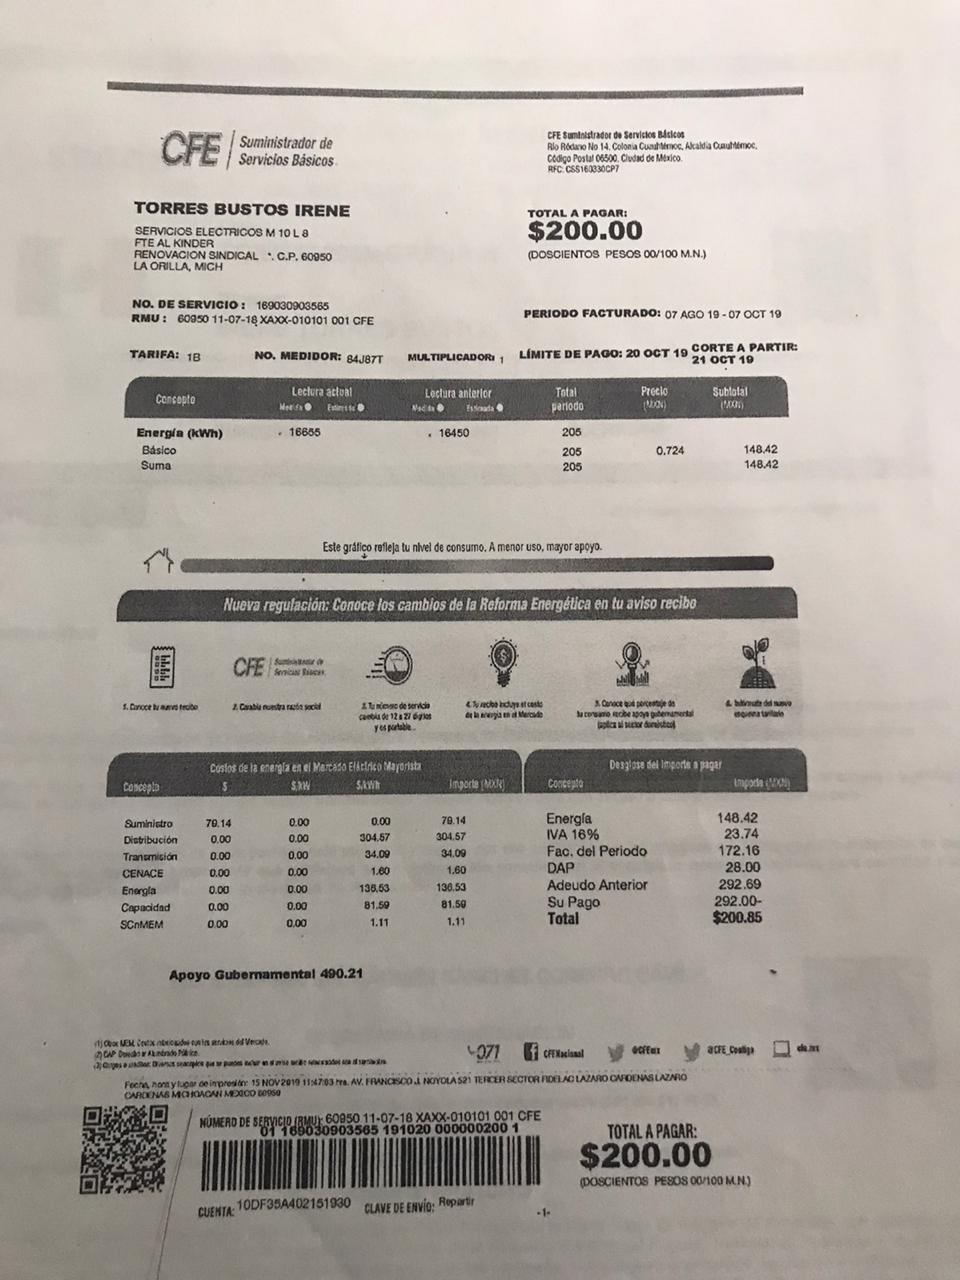 CFE Suministrador de
Servicios Básicos.
CFE Suministrador de Servicios Básicos
Río Ródano No 14, Colonia Cuauhtémoc, Alcaldía Cuauhtémoc,
Código Postal 06500, Ciudad de México.
RFC: CSS160330CP7
TORRES BUSTOS IRENE
SERVICIOS ELECTRICOS M 10 L 8
FTE AL KINDER
RENOVACION SINDICAL *. C.P. 60950
LA ORILLA, MICH
TOTAL A PAGAR:
$200.00
(DOSCIENTOS PESOS 00/100 M.N.)
NO. DE SERVICIO : 169030903565
RMU : 60950 11-07-18 XAXX-010101 001 CFE
PERIODO FACTURADO: 07 AGO 19 - 07 OCT 19
TARIFA: 1B NO. MEDIDOR: 84J87T MULTIPLICADOR: 1 LÍMITE DE PAGO: 20 OCT 19 CORTE A PARTIR:
21 OCT 19
Concepto Lectura actual Lectura anterior Total periodo Precio (MXN) Subtotal (MXN)
Medida Estimada Medida Estimada
Energía (kWh) 16655 16450 205
Básico 205 0.724 148.42
Suma 205 148.42
Este gráfico refleja tu nivel de consumo. A menor uso, mayor apoyo.
Nueva regulación: Conoce los cambios de la Reforma Energética en tu aviso recibo
CFE Suministrador de
Servicios Básicos.
1. Conoce tu nuevo recibo
2. Cambia nuestra razón social
3. Tu número de servicio
cambia de 12 a 27 dígitos
y es portable...
4. Tu recibo incluye el costo
de la energía en el Mercado
5. Conoce qué porcentaje de
tu consumo recibe apoyo gubernamental
(aplica al sector doméstico)
6. Infórmate del nuevo
esquema tarifario
Costos de la energía en el Mercado Eléctrico Mayorista
Concepto $ $/kW $/kWh Importe (MXN)
Suministro 79.14 0.00 0.00 79.14
Distribución 0.00 0.00 304.57 304.57
Transmisión 0.00 0.00 34.09 34.09
CENACE 0.00 0.00 1.60 1.60
Energía 0.00 0.00 136.53 136.53
Capacidad 0.00 0.00 81.59 81.59
SCnMEM 0.00 0.00 1.11 1.11
Desglose del importe a pagar
Concepto Importe (MXN)
Energía 148.42
IVA 16% 23.74
Fac. del Periodo 172.16
DAP 28.00
Adeudo Anterior 292.69
Su Pago 292.00-
Total $200.85
Apoyo Gubernamental 490.21
(2) DAP Derecho de Alumbrado Público.
071 CFENacional @CFEmx @CFE_Contigo cfe.mx
Fecha, hora y lugar de impresión: 15 NOV 2019 11:47:03 hrs. AV. FRANCISCO J. NOYOLA 521 TERCER SECTOR FIDELAC LAZARO CARDENAS LAZARO
CARDENAS MICHOACAN MEXICO 60950
NÚMERO DE SERVICIO (RMU): 60950 11-07-18 XAXX-010101 001 CFE
01 169030903565 191020 000000200 1
TOTAL A PAGAR:
$200.00
(DOSCIENTOS PESOS 00/100 M.N.)
CUENTA: 10DF35A402151930 CLAVE DE ENVÍO: Repartir
-1-